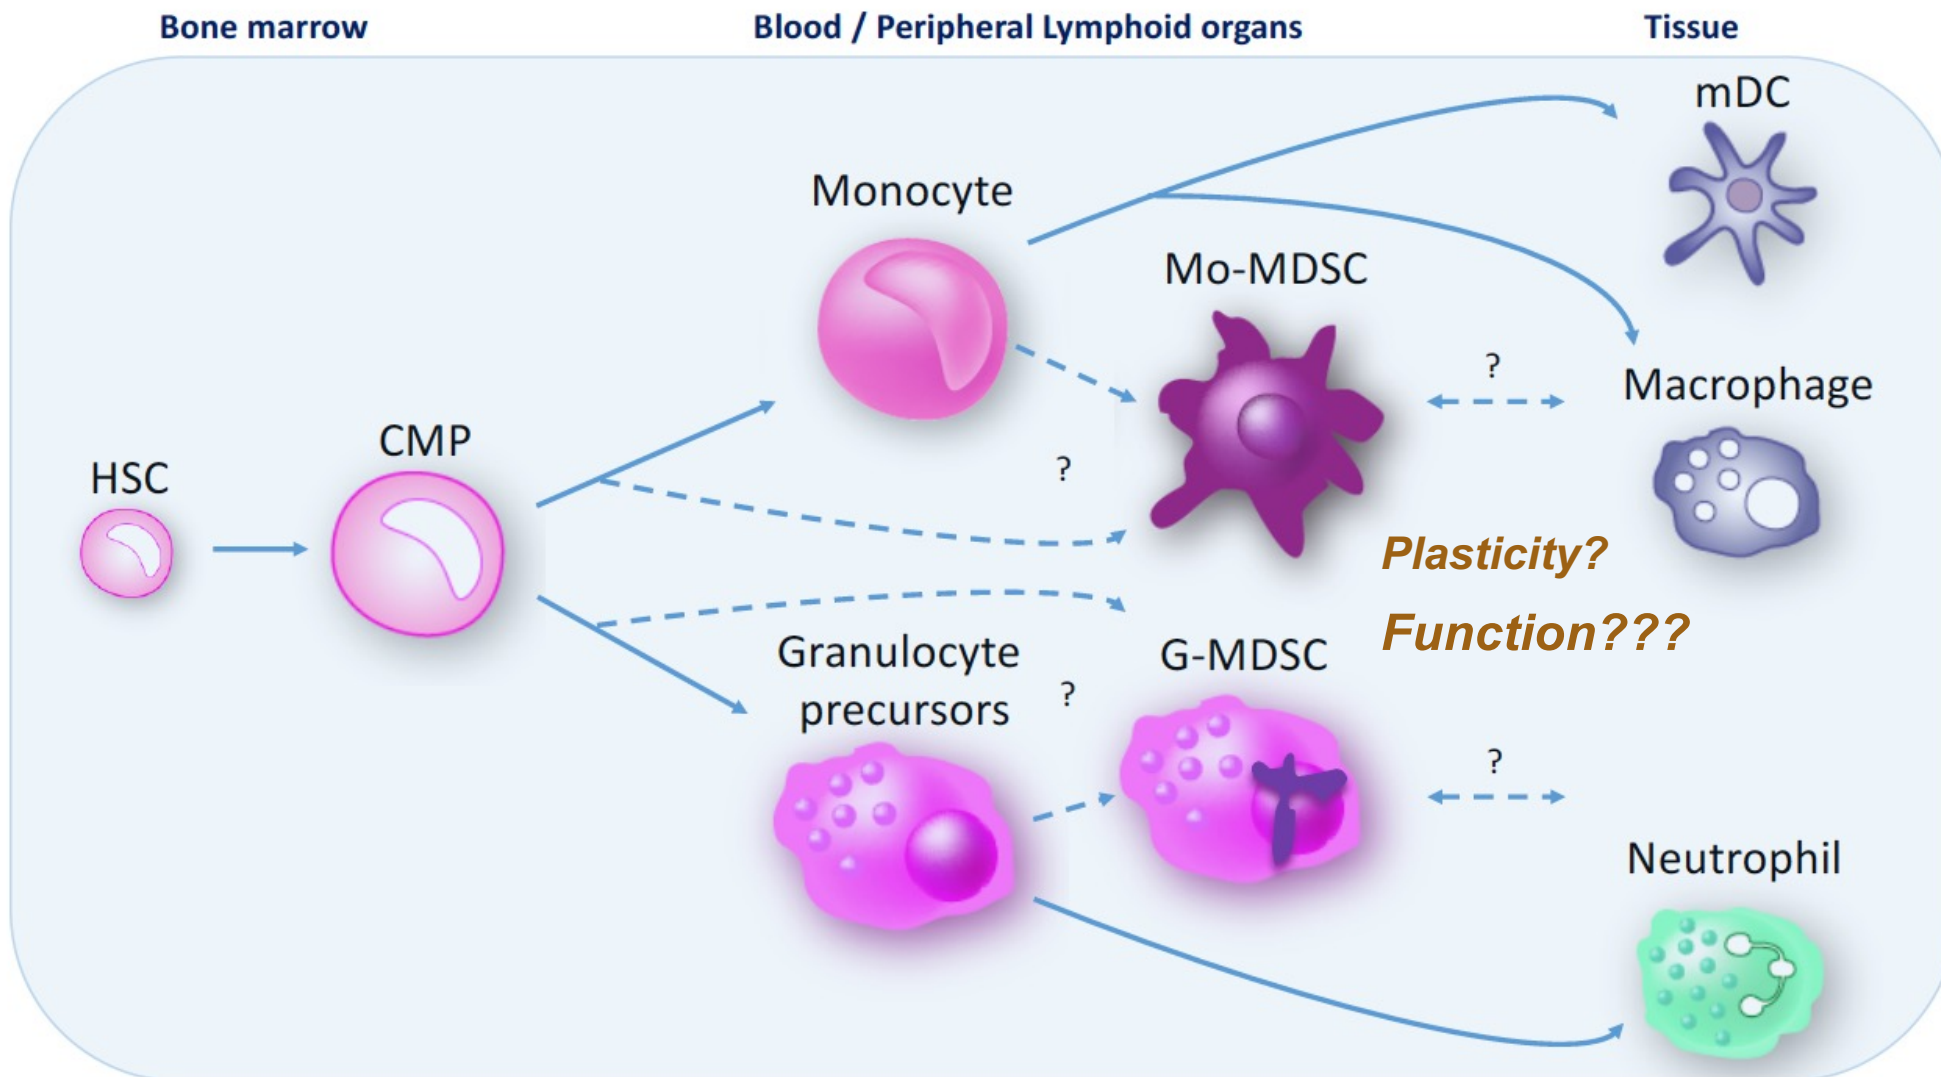 Bone marrow
Blood / Peripheral Lymphoid organs
Tissue
mDC
Monocyte
Mo-MDSC
?
Macrophage
CMP
HSC
?
Plasticity?
Function???
Granulocyte
precursors
?
G-MDSC
?
Neutrophil